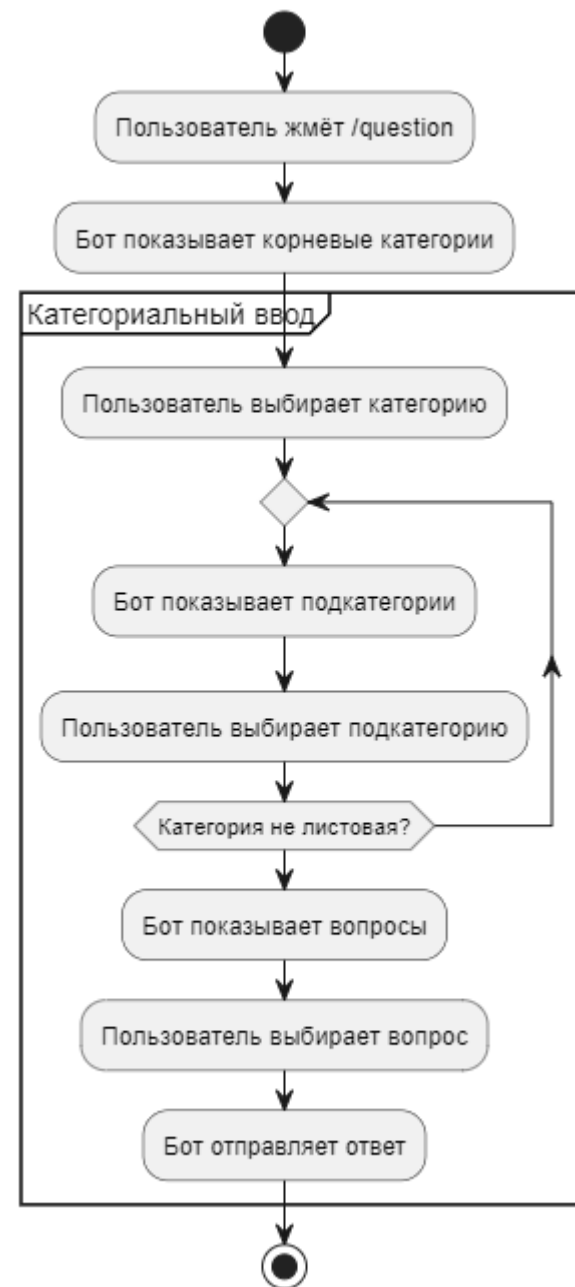 Пользователь жмёт /question
Бот показывает корневые категории
Категориальный ввод
Пользователь выбирает категорию
Бот показывает подкатегории
Пользователь выбирает подкатегорию
Категория не листовая?
Бот показывает вопросы
Пользователь выбирает вопрос
Бот отправляет ответ